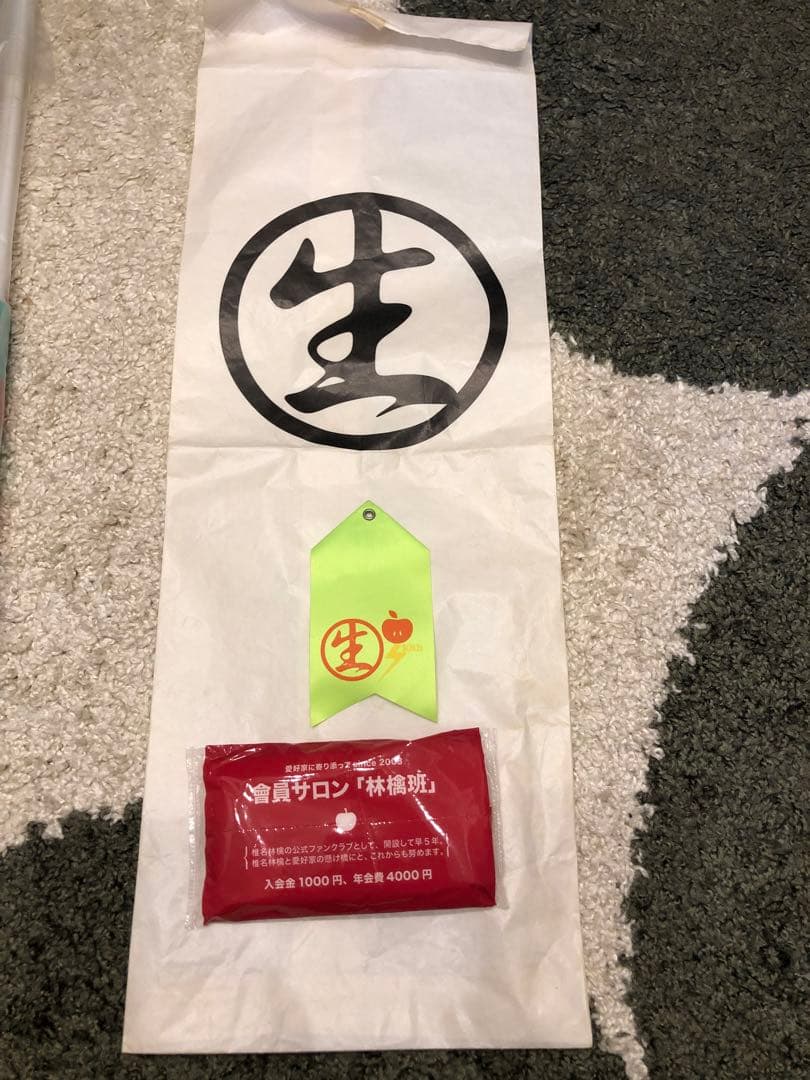 生
生
愛好家に寄り添って since 200
會員サロン「林檎班」
椎名林檎の公式ファンクラブとして、開設して早5年。
椎名林檎と愛好家の懸け橋にと、これからも努めます。
入会金1000円、年会費4000円